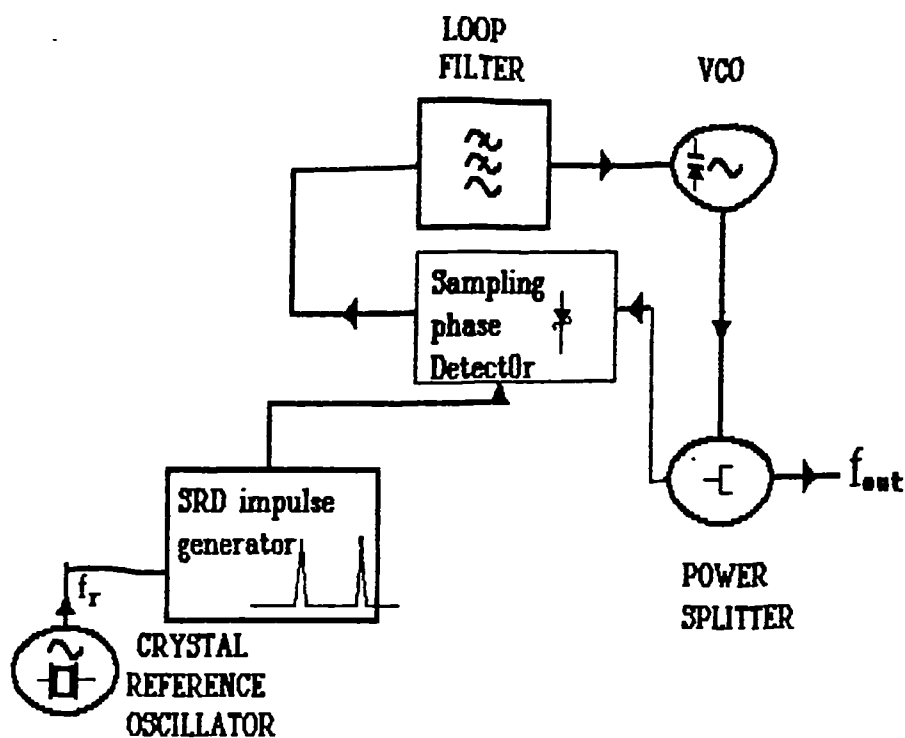 LOOP
FILTER
VCO
Sampling
phase
Detect0r
SRD impulse
generator
fr
fout
POWER
SPLITTER
CRYSTAL
REFERENCE
OSCILLATOR